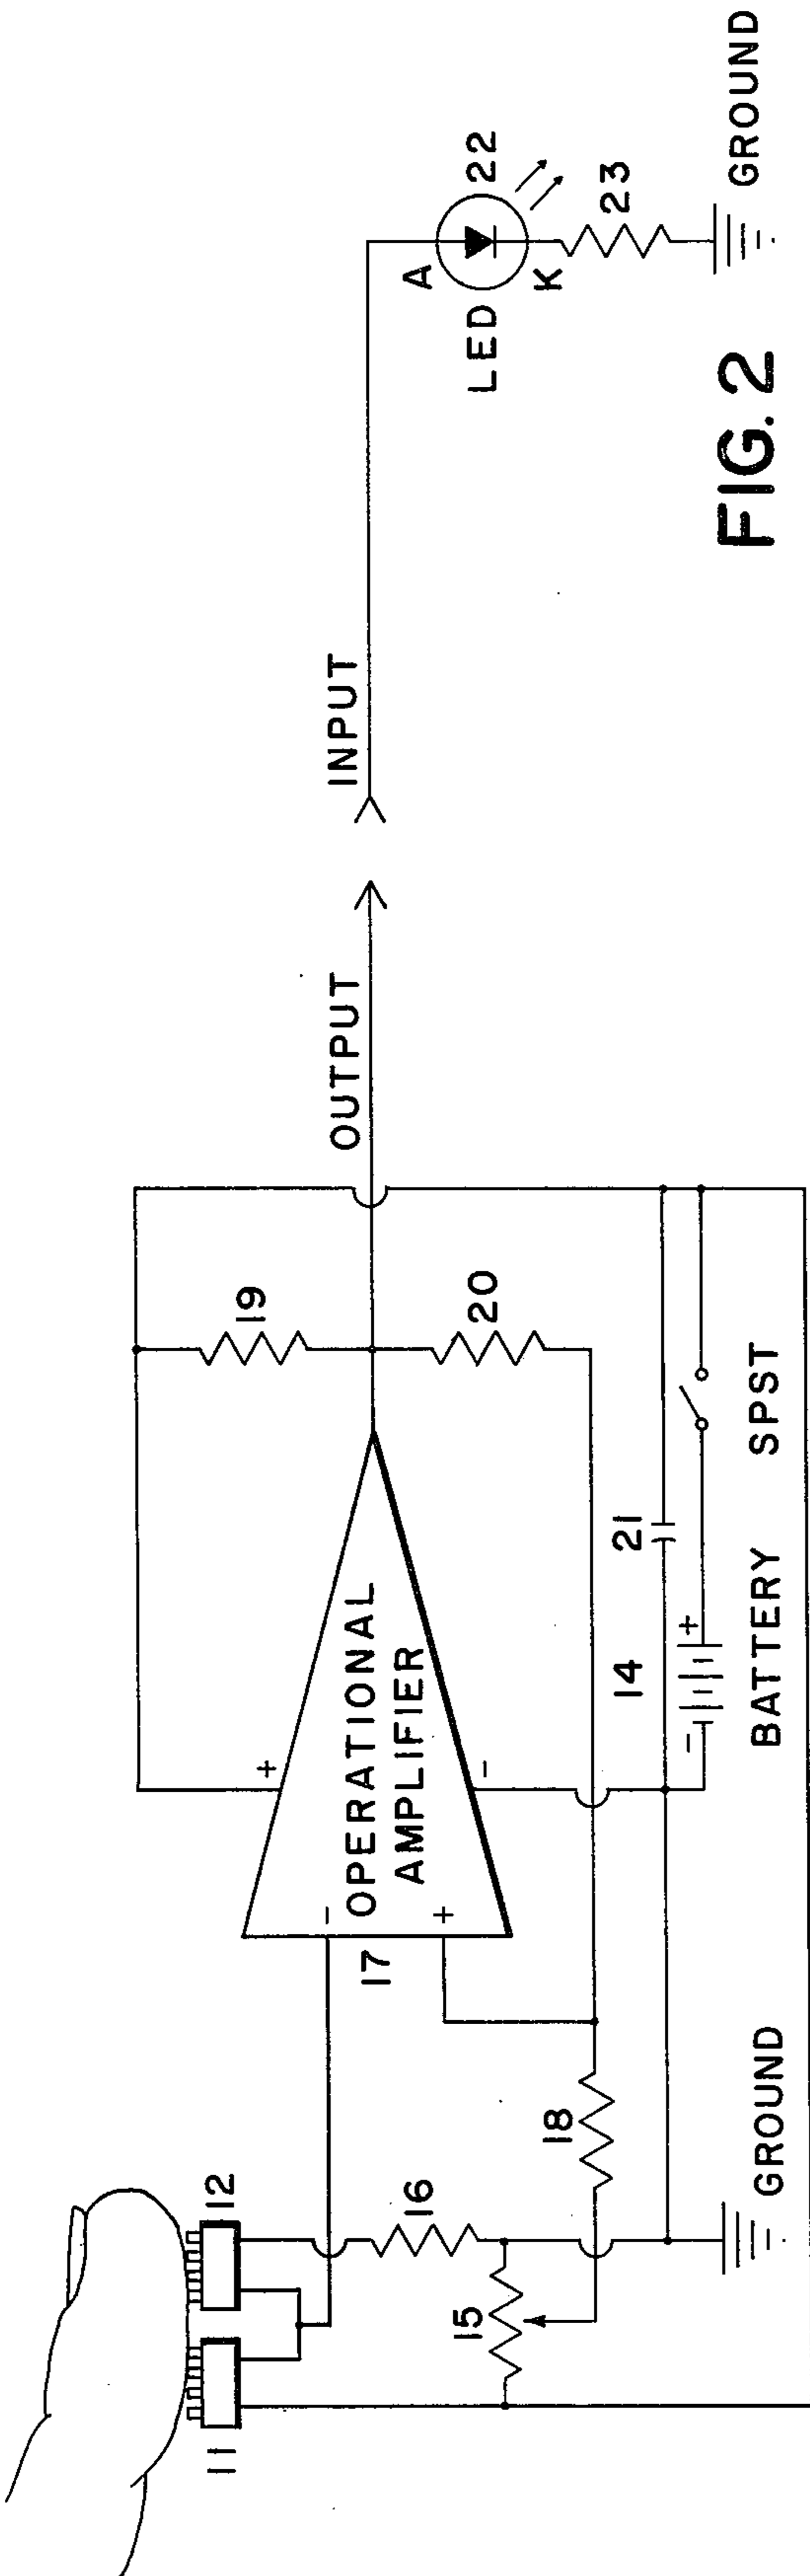 11
12
16
15
18
17
−
+
OPERATIONAL
AMPLIFIER
+
−
19
20
21
14
−
+
BATTERY
SPST
GROUND
OUTPUT
INPUT
A
LED
K
22
23
GROUND
FIG. 2